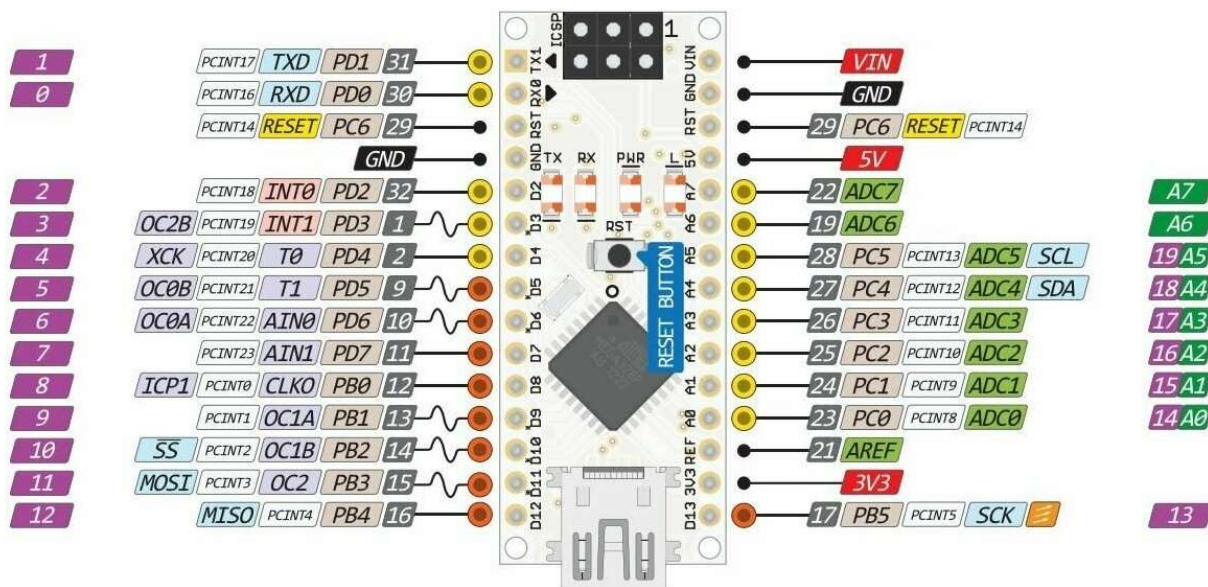 ICSP 1
1 PCINT17 TXD PD1 31 TX1 VIN VIN
0 PCINT16 RXD PD0 30 RX0 GND GND
PCINT14 RESET PC6 29 RST RST 29 PC6 RESET PCINT14
GND GND 5V 5V
TX RX PWR L
2 PCINT18 INT0 PD2 32 D2 A7 22 ADC7 A7
3 OC2B PCINT19 INT1 PD3 1 D3 A6 19 ADC6 A6
RST
4 XCK PCINT20 T0 PD4 2 D4 A5 28 PC5 PCINT13 ADC5 SCL 19 A5
5 OC0B PCINT21 T1 PD5 9 D5 A4 27 PC4 PCINT12 ADC4 SDA 18 A4
RESET BUTTON
6 OC0A PCINT22 AIN0 PD6 10 D6 A3 26 PC3 PCINT11 ADC3 17 A3
7 PCINT23 AIN1 PD7 11 D7 A2 25 PC2 PCINT10 ADC2 16 A2
8 ICP1 PCINT0 CLKO PB0 12 D8 A1 24 PC1 PCINT9 ADC1 15 A1
9 PCINT1 OC1A PB1 13 D9 A0 23 PC0 PCINT8 ADC0 14 A0
10 SS PCINT2 OC1B PB2 14 D10 REF 21 AREF
11 MOSI PCINT3 OC2 PB3 15 D11 3V3 3V3
12 MISO PCINT4 PB4 16 D12 D13 17 PB5 PCINT5 SCK 13